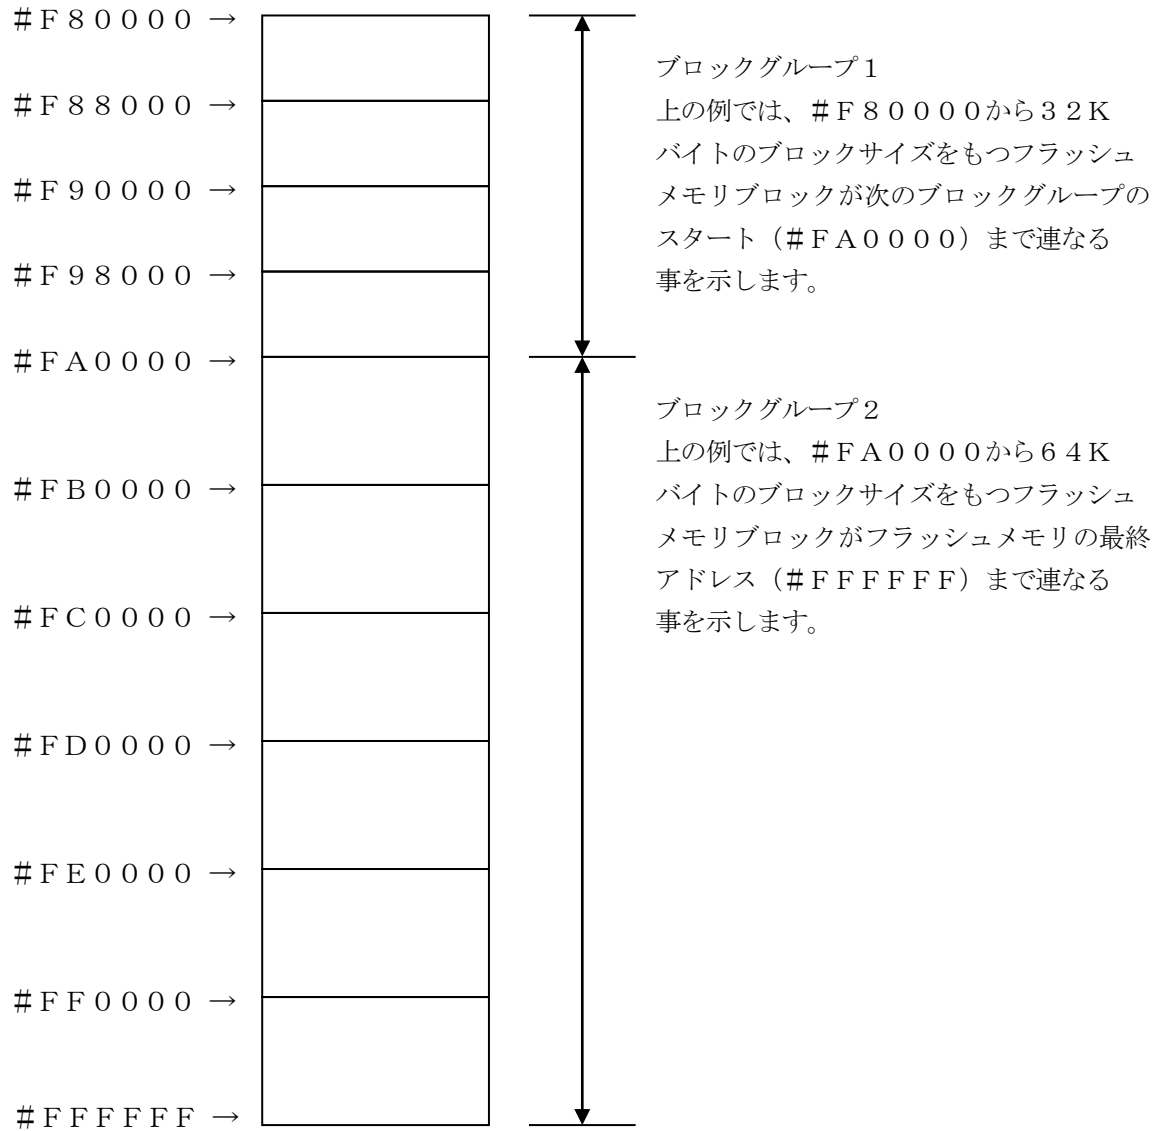 ＃Ｆ８００００ →
ブロックグループ１
＃Ｆ８８０００ →
上の例では、＃Ｆ８００００から３２Ｋ
バイトのブロックサイズをもつフラッシュ
＃Ｆ９００００ →
メモリブロックが次のブロックグループの
スタート（＃ＦＡ００００）まで連なる
＃Ｆ９８０００ →
事を示します。
＃ＦＡ００００ →
ブロックグループ２
上の例では、＃ＦＡ００００から６４Ｋ
＃ＦＢ００００ →
バイトのブロックサイズをもつフラッシュ
メモリブロックがフラッシュメモリの最終
アドレス（＃ＦＦＦＦＦＦ）まで連なる
＃ＦＣ００００ →
事を示します。
＃ＦＤ００００ →
＃ＦＥ００００ →
＃ＦＦ００００ →
＃ＦＦＦＦＦＦ →